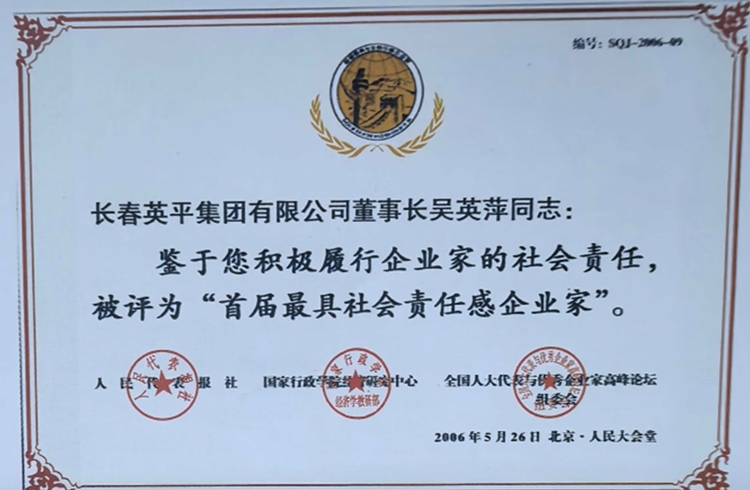 编号：SQJ-2006-09
长春英平集团有限公司董事长吴英萍同志：
鉴于您积极履行企业家的社会责任，
被评为“首届最具社会责任感企业家”。
人民代表报社 国家行政学院经济研究中心 全国人大代表与优秀企业家高峰论坛
组委会
经济学教研部
2006年5月26日 北京·人民大会堂